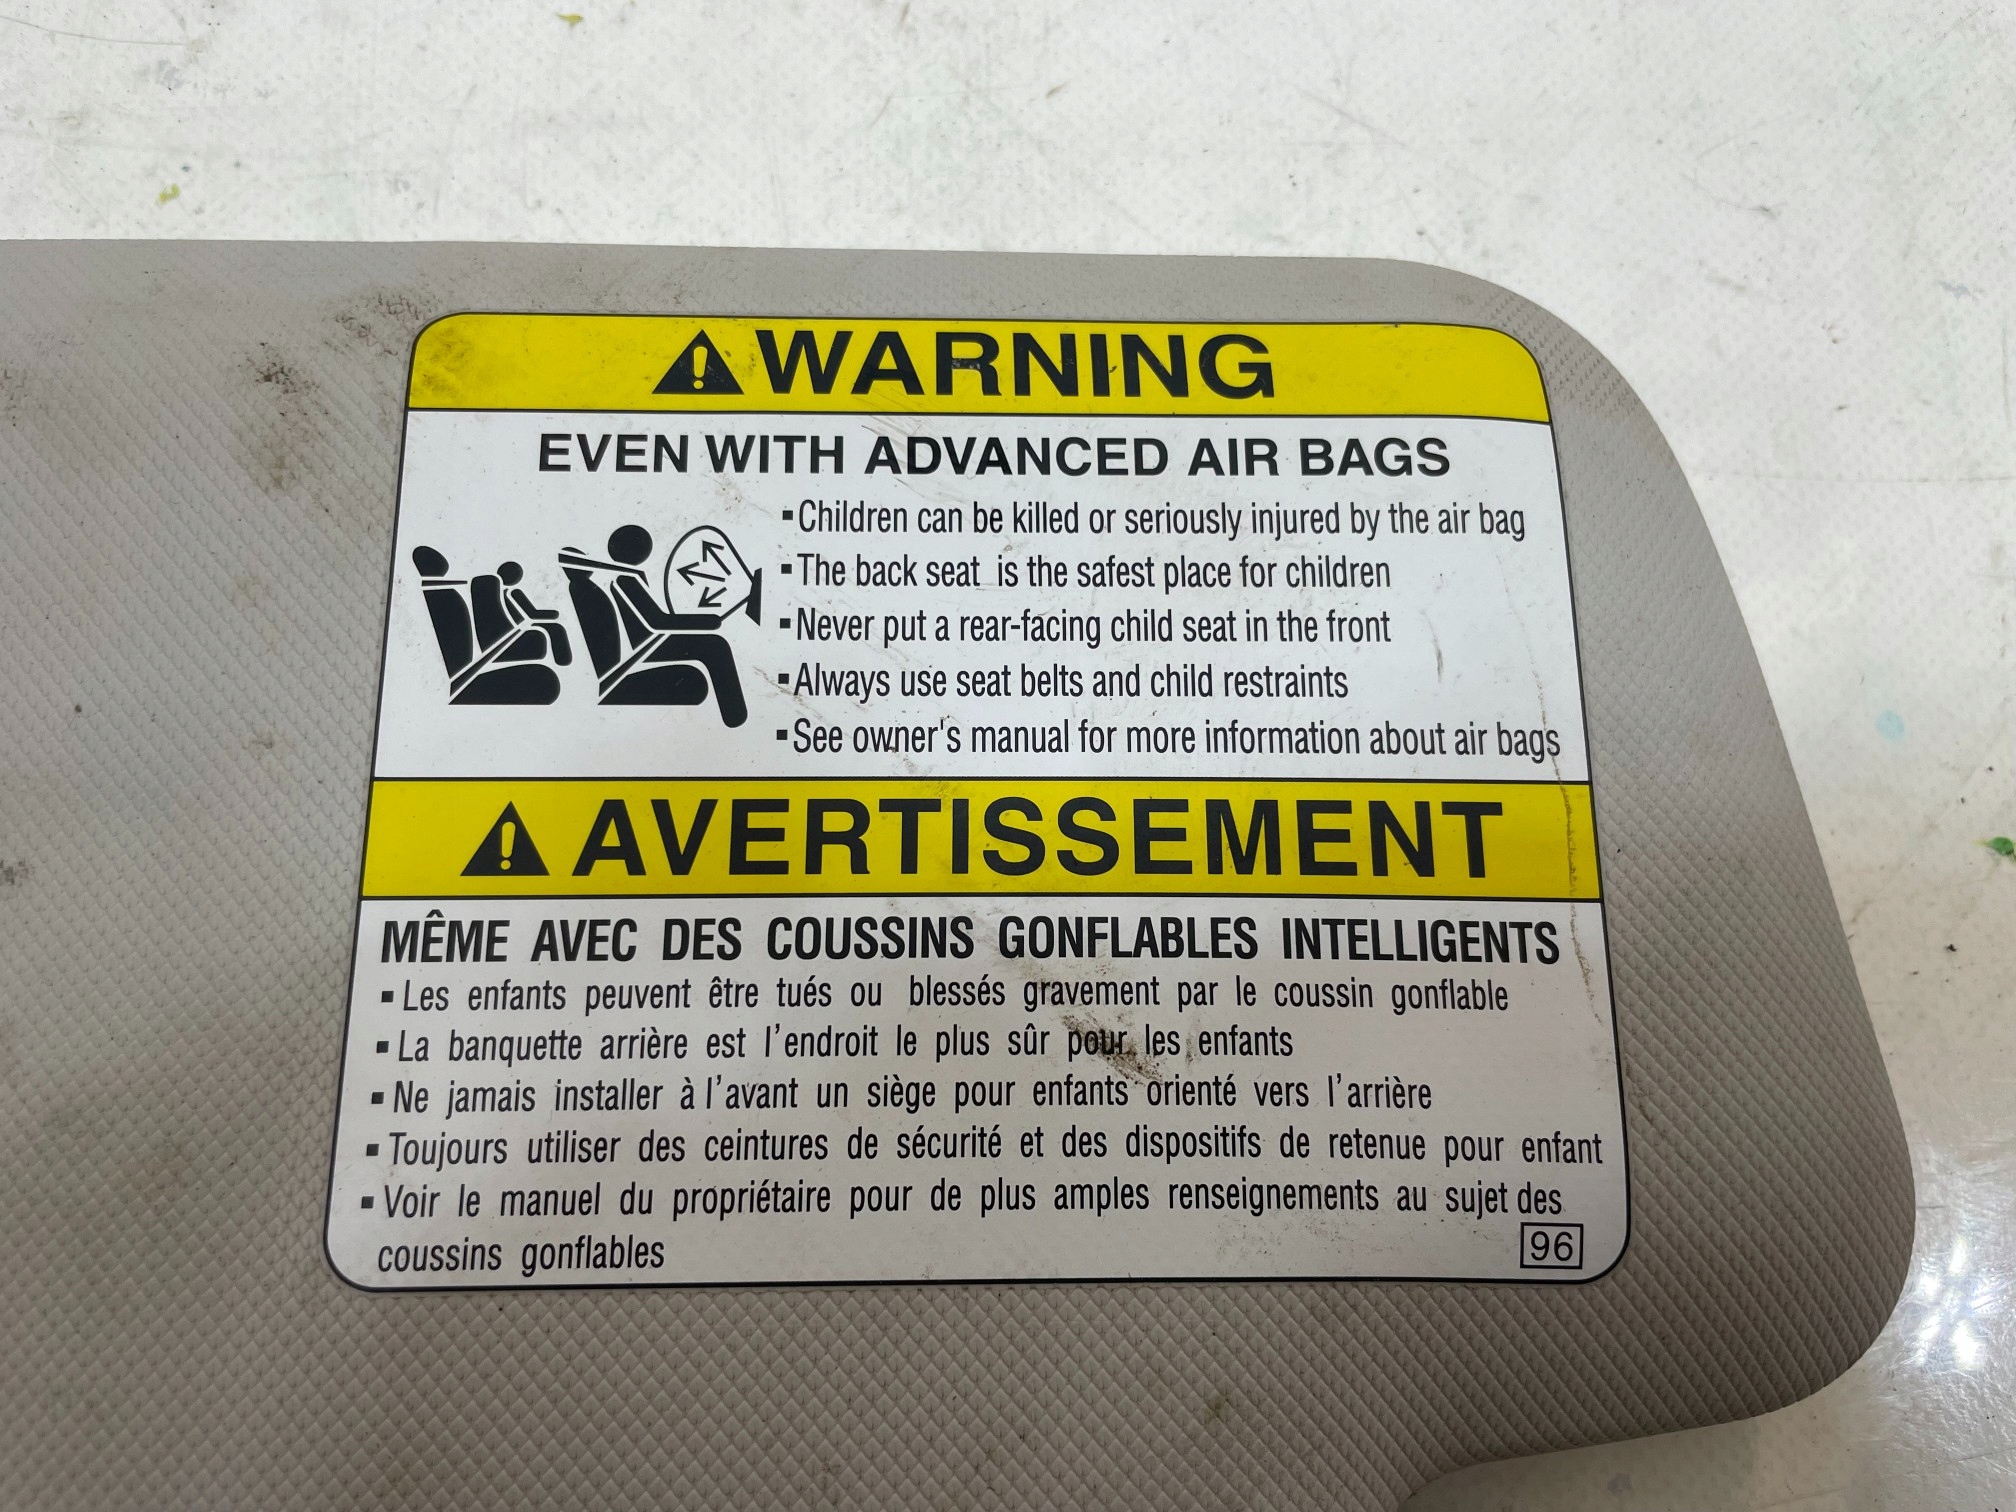 WARNING
EVEN WITH ADVANCED AIR BAGS
▪Children can be killed or seriously injured by the air bag
▪The back seat is the safest place for children
▪Never put a rear-facing child seat in the front
▪Always use seat belts and child restraints
▪See owner's manual for more information about air bags
AVERTISSEMENT
MÊME AVEC DES COUSSINS GONFLABLES INTELLIGENTS
▪Les enfants peuvent être tués ou blessés gravement par le coussin gonflable
▪La banquette arrière est l'endroit le plus sûr pour les enfants
▪Ne jamais installer à l'avant un siège pour enfants orienté vers l'arrière
▪Toujours utiliser des ceintures de sécurité et des dispositifs de retenue pour enfant
▪Voir le manuel du propriétaire pour de plus amples renseignements au sujet des
coussins gonflables
96